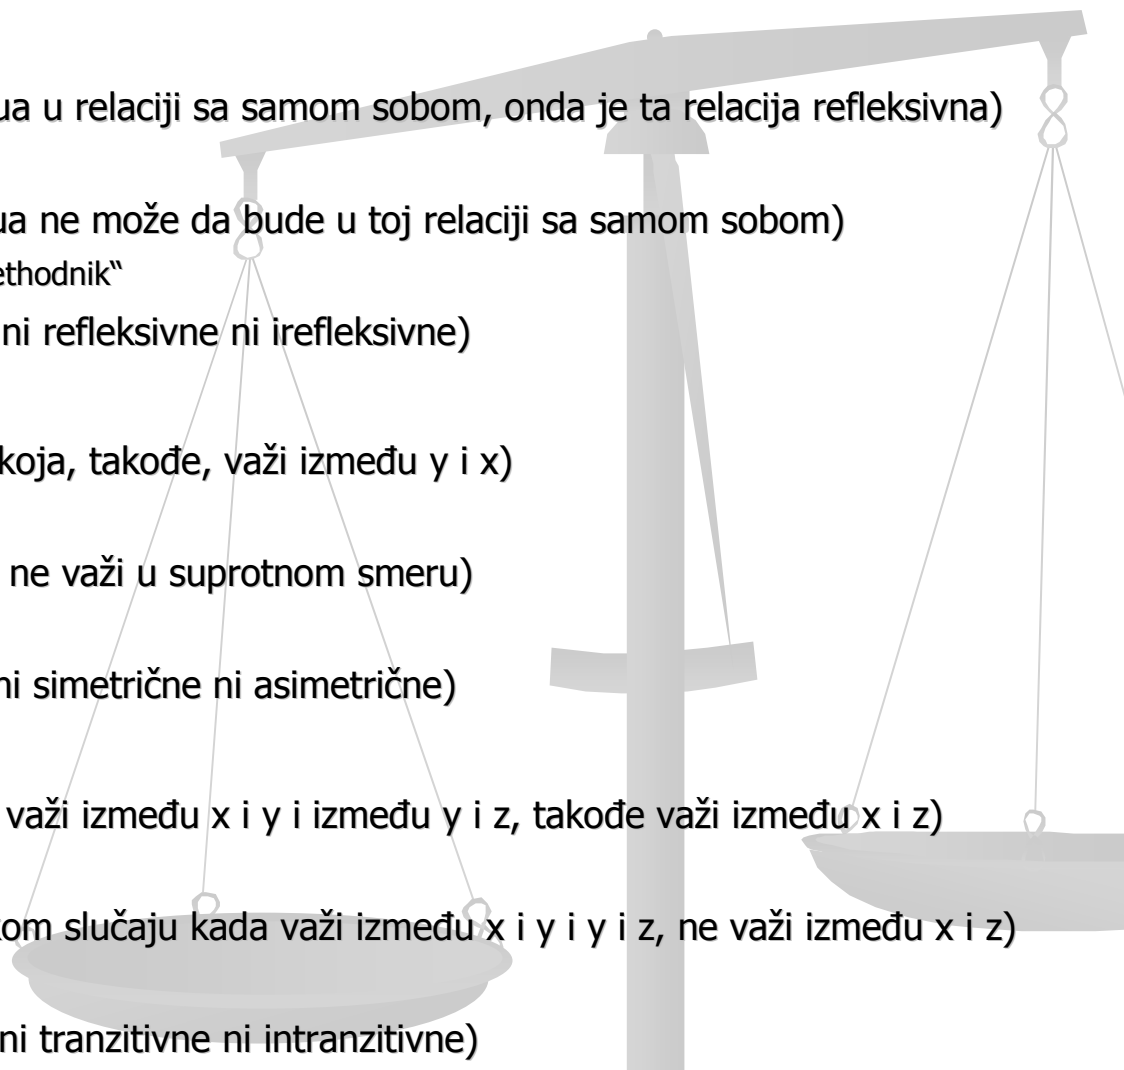 ua u relaciji sa samom sobom, onda je ta relacija refleksivna)
ua ne može da bude u toj relaciji sa samom sobom)
ethodnik“
ni refleksivne ni irefleksivne)
koja, takođe, važi između y i x)
ne važi u suprotnom smeru)
ni simetrične ni asimetrične)
važi između x i y i između y i z, takođe važi između x i z)
kom slučaju kada važi između x i y i y i z, ne važi između x i z)
ni tranzitivne ni intranzitivne)